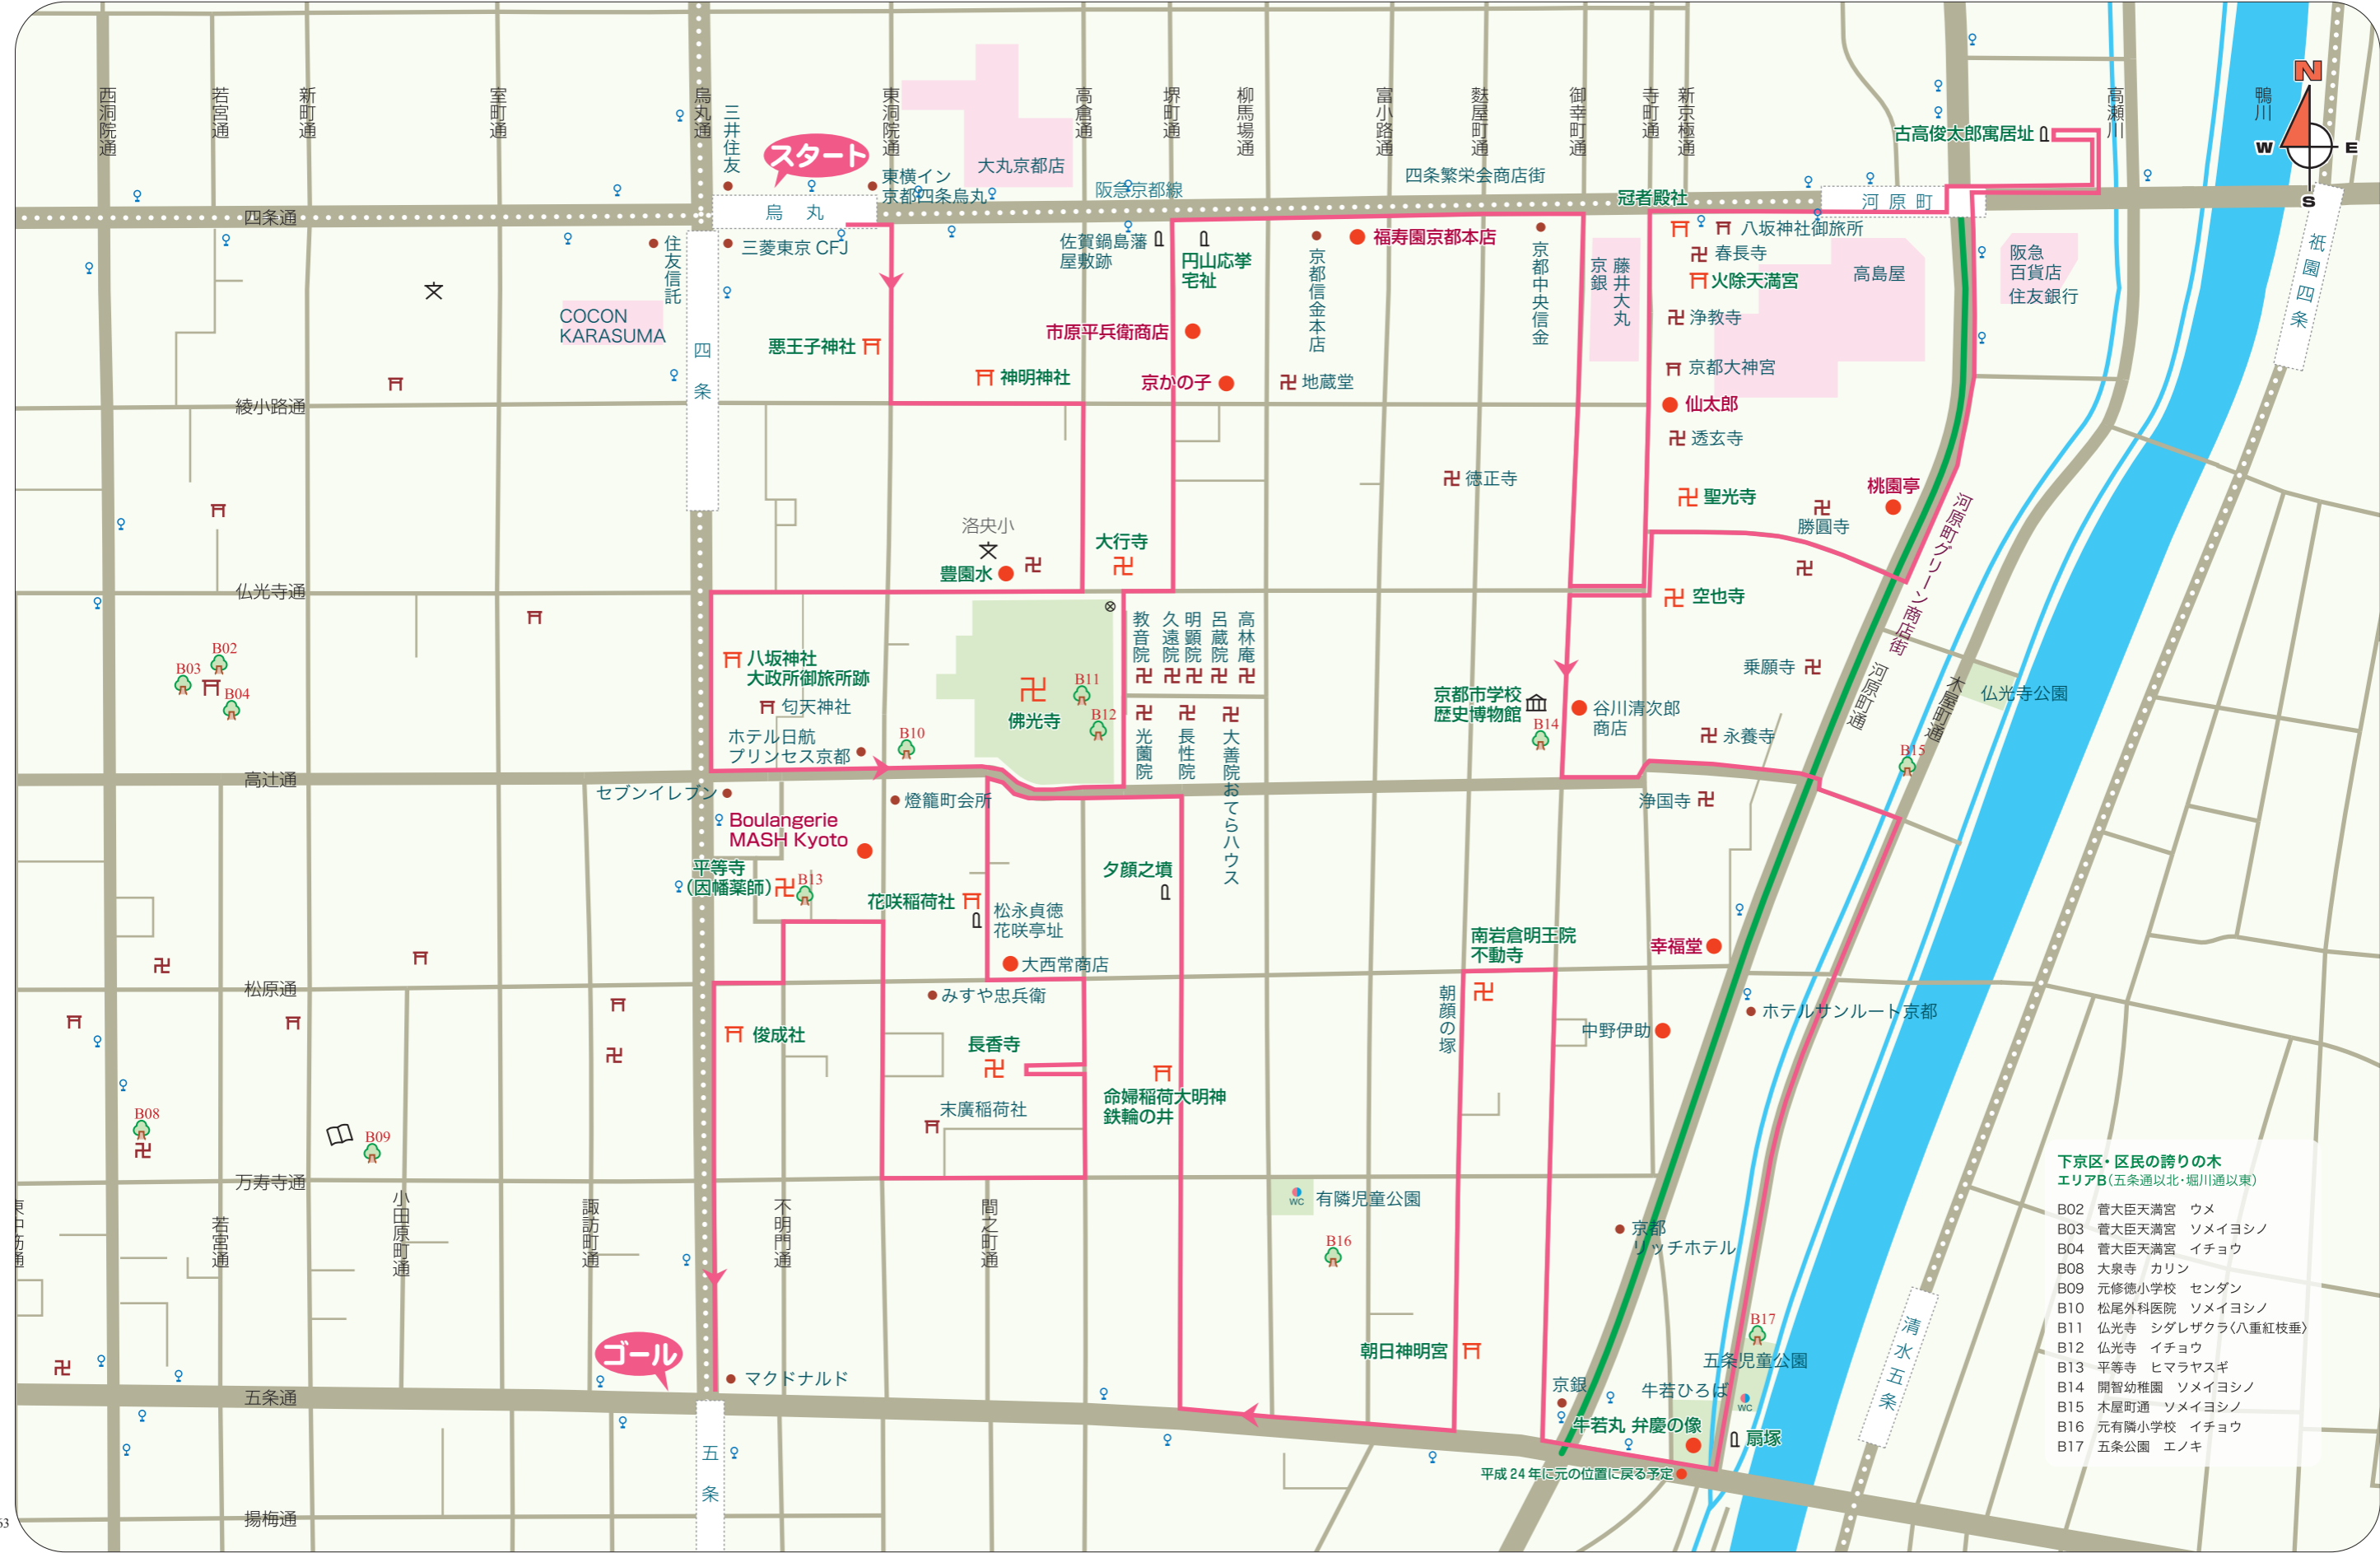 西洞院通
若宮通
新町通
室町通
烏丸通
三井住友
東洞院通
高倉通
堺町通
柳馬場通
富小路通
麩屋町通
御幸町通
寺町通
新京極通
高瀬川
鴨川
N
W
E
S
スタート
大丸京都店
東横イン
京都四条烏丸
阪急京都線
四条繁栄会商店街
冠者殿社
古高俊太郎寓居址
四条通
烏 丸
河 原 町
住友信託
三菱東京 CFJ
佐賀鍋島藩
屋敷跡
円山応挙
宅祉
京都信金本店
福寿園京都本店
京都中央信金
京銀
藤井大丸
八坂神社御旅所
春長寺
火除天満宮
高島屋
阪急
百貨店
住友銀行
祇園四条
COCON
KARASUMA
四 条
悪王子神社
神明神社
市原平兵衛商店
京かの子
地蔵堂
浄教寺
京都大神宮
仙太郎
綾小路通
透玄寺
徳正寺
聖光寺
桃園亭
勝圓寺
河原町グリーン商店街
洛央小
豊園水
大行寺
仏光寺通
空也寺
教音院
久遠院
明顕院
呂蔵院
高林庵
B02
B03
B04
八坂神社
大政所御旅所跡
匂天神社
佛光寺
B11
B12
B10
ホテル日航
プリンセス京都
光薗院
長性院
大善院おてらハウス
京都市学校
歴史博物館
B14
谷川清次郎
商店
乗願寺
永養寺
河原町通
木屋町通
仏光寺公園
B15
高辻通
セブンイレブン
燈籠町会所
浄国寺
Boulangerie
MASH Kyoto
平等寺
(因幡薬師)
B13
花咲稲荷社
松永貞徳
花咲亭址
夕顔之墳
大西常商店
南岩倉明王院
不動寺
幸福堂
松原通
みすや忠兵衛
俊成社
長香寺
朝顔の塚
中野伊助
ホテルサンルート京都
命婦稲荷大明神
鉄輪の井
末廣稲荷社
B08
B09
万寿寺通
若宮通
小田原町通
諏訪町通
不明門通
間之町通
WC
有隣児童公園
B16
京都
リッチホテル
B17
五条児童公園
朝日神明宮
京銀
牛若ひろば
WC
牛若丸 弁慶の像
扇塚
平成 24 年に元の位置に戻る予定
清水五条
ゴール
マクドナルド
五条通
五 条
揚梅通
63
下京区・区民の誇りの木
エリアB(五条通以北・堀川通以東)
B02 菅大臣天満宮 ウメ
B03 菅大臣天満宮 ソメイヨシノ
B04 菅大臣天満宮 イチョウ
B08 大泉寺 カリン
B09 元修徳小学校 センダン
B10 松尾外科医院 ソメイヨシノ
B11 仏光寺 シダレザクラ〈八重紅枝垂〉
B12 仏光寺 イチョウ
B13 平等寺 ヒマラヤスギ
B14 開智幼稚園 ソメイヨシノ
B15 木屋町通 ソメイヨシノ
B16 元有隣小学校 イチョウ
B17 五条公園 エノキ